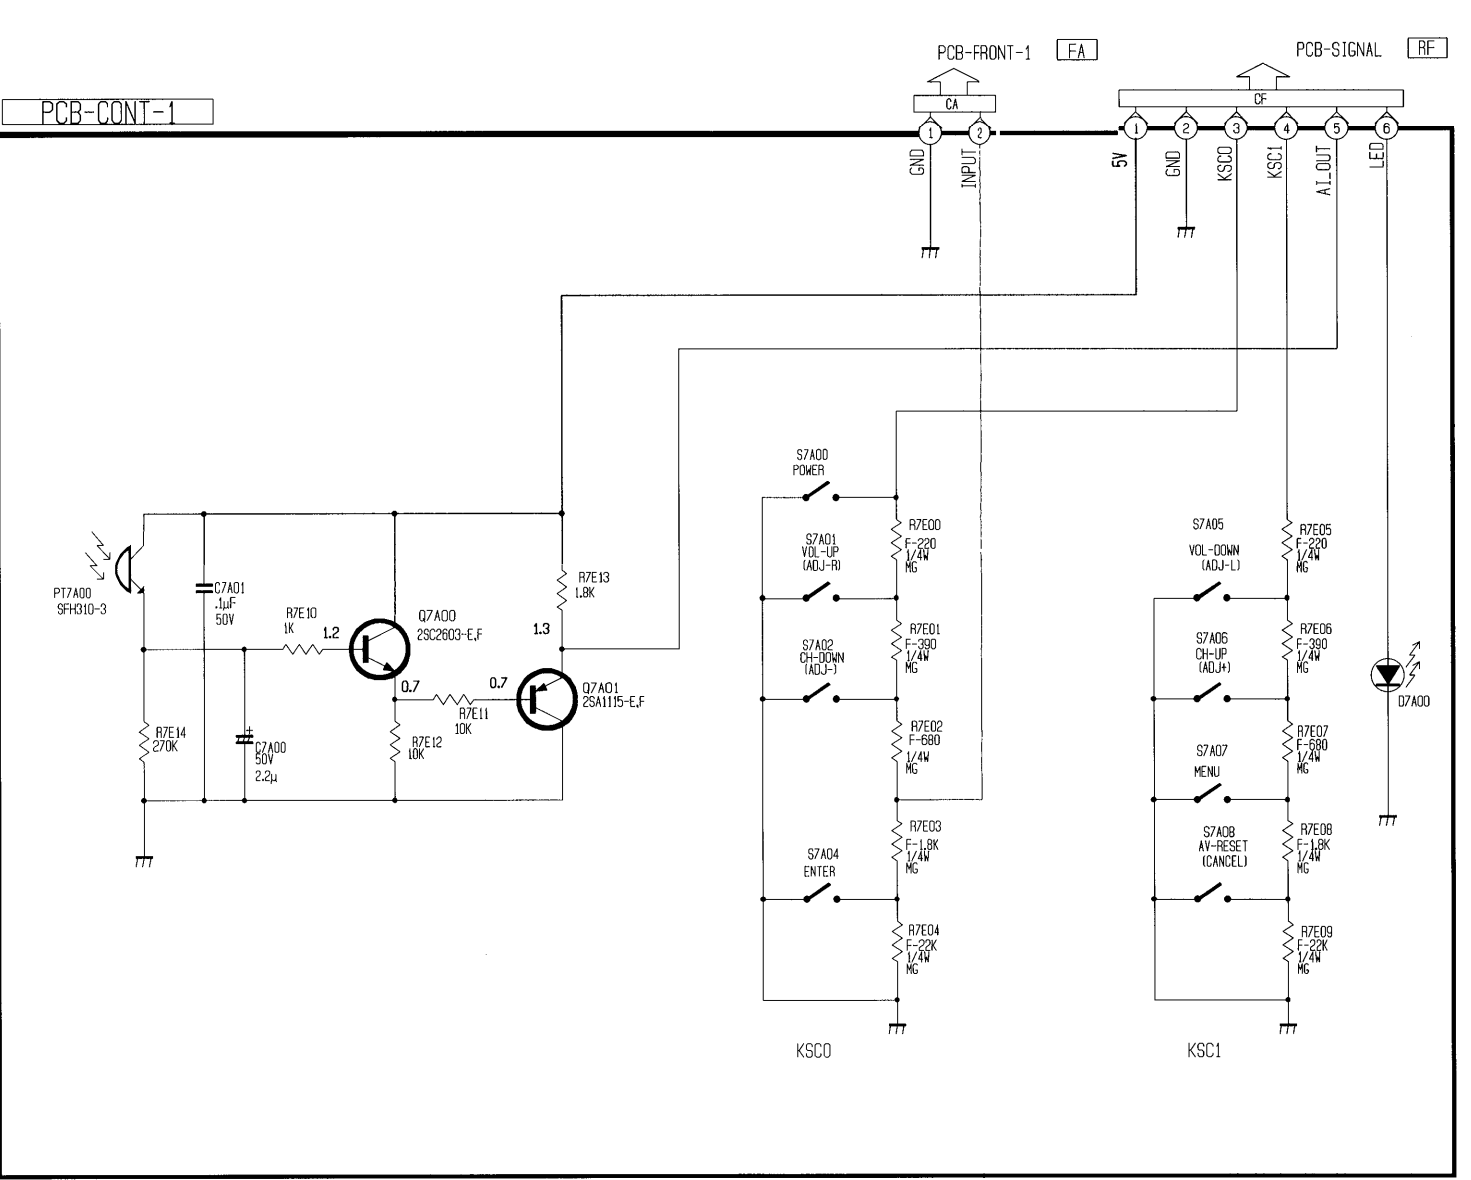 PCB-FRONT-1 FA
PCB-SIGNAL RF
PCB-CONT-1
CA
CF
1 2
1 2 3 4 5 6
GND
INPUT
5V
GND
KSC0
KSC1
AI_OUT
LED
S7A00
POWER
S7A01
VOL-UP
(ADJ-R)
S7A02
CH-DOWN
(ADJ-)
S7A04
ENTER
R7E00
F-220
1/4W
MG
R7E01
F-390
1/4W
MG
R7E02
F-680
1/4W
MG
R7E03
F-1.8K
1/4W
MG
R7E04
F-22K
1/4W
MG
KSC0
S7A05
VOL-DOWN
(ADJ-L)
S7A06
CH-UP
(ADJ+)
S7A07
MENU
S7A08
AV-RESET
(CANCEL)
R7E05
F-220
1/4W
MG
R7E06
F-390
1/4W
MG
R7E07
F-680
1/4W
MG
R7E08
F-1.8K
1/4W
MG
R7E09
F-22K
1/4W
MG
KSC1
D7A00
PT7A00
SFH310-3
C7A01
.1µF
50V
R7E10
1K
1.2
Q7A00
2SC2603-E,F
R7E13
1.8K
1.3
0.7
0.7
R7E11
10K
Q7A01
2SA1115-E,F
R7E12
10K
R7E14
270K
+
C7A00
50V
2.2µ